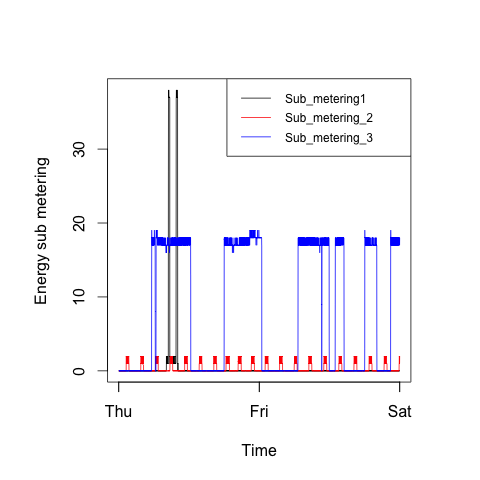 Sub_metering1
Sub_metering_2
Sub_metering_3
Energy sub metering
30
20
10
0
Thu Fri Sat
Time